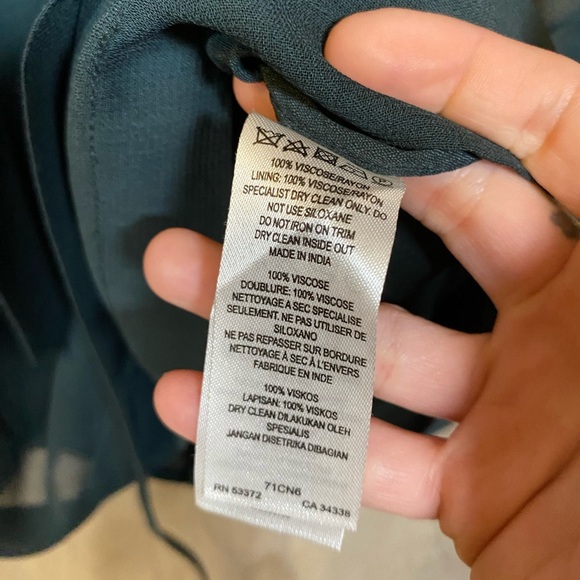 100% VISCOSE/RAYON
LINING: 100% VISCOSE/RAYON
SPECIALIST DRY CLEAN ONLY. DO
NOT USE SILOXANE
DO NOT IRON ON TRIM
DRY CLEAN INSIDE OUT
MADE IN INDIA
100% VISCOSE
DOUBLURE: 100% VISCOSE
NETTOYAGE A SEC SPECIALISE
SEULEMENT. NE PAS UTILISER DE
SILOXANO
NE PAS REPASSER SUR BORDURE
NETTOYAGE À SEC À L'ENVERS
FABRIQUE EN INDE
100% VISKOS
LAPISAN: 100% VISKOS
DRY CLEAN DILAKUKAN OLEH
SPESIALIS
JANGAN DISETRIKA DIBAGIAN
71CN6
RN 53372 CA 34338